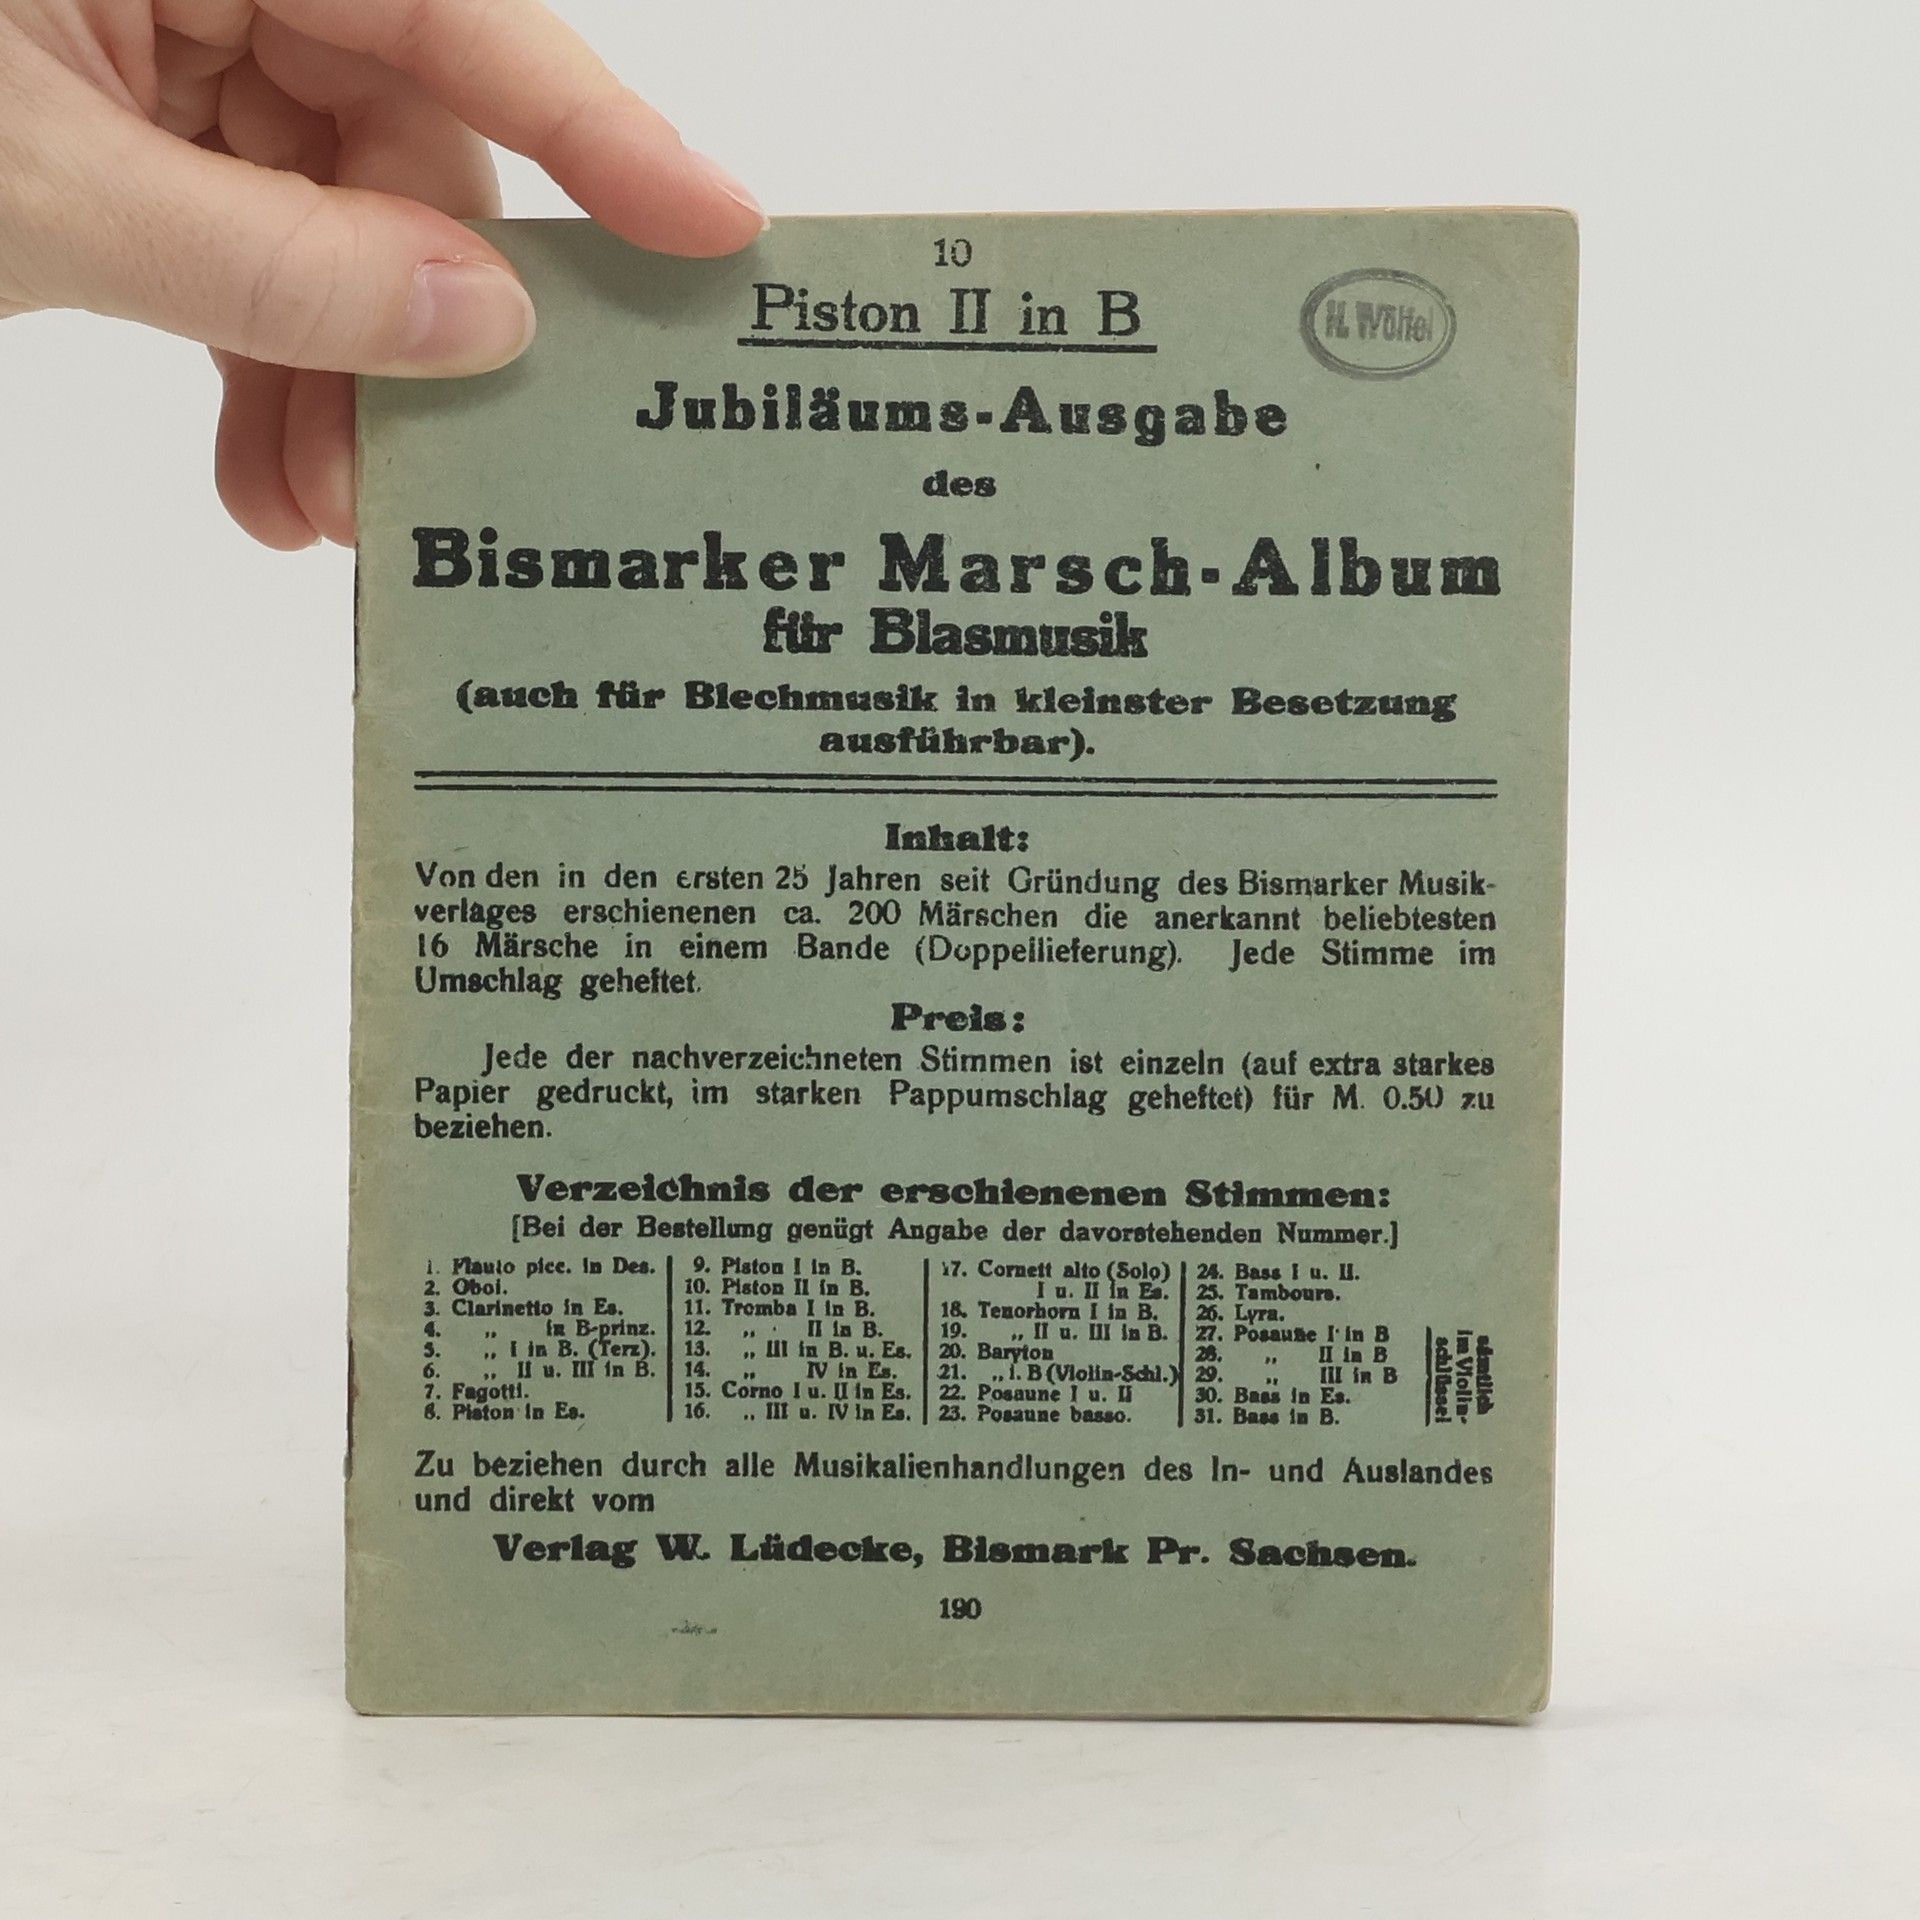 10
Piston II in B
Jubiläums-Ausgabe
des
Bismarker Marsch-Album
für Blasmusik
(auch für Blechmusik in kleinster Besetzung
ausführbar).
Inhalt:
Von den in den ersten 25 Jahren seit Gründung des Bismarker Musik-
verlages erschienenen ca. 200 Märschen die anerkannt beliebtesten
16 Märsche in einem Bande (Doppellieferung). Jede Stimme im
Umschlag geheftet.
Preis:
Jede der nachverzeichneten Stimmen ist einzeln (auf extra starkes
Papier gedruckt, im starken Pappumschlag geheftet) für M. 0.50 zu
beziehen.
Verzeichnis der erschienenen Stimmen:
[Bei der Bestellung genügt Angabe der davorstehenden Nummer.]
1. Flauto picc. in Des.
2. Oboi.
3. Clarinetto in Es.
4. „ in B-prinz.
5. „ I in B. (Terz).
6. „ II u. III in B.
7. Fagotti.
8. Piston in Es.
9. Piston I in B.
10. Piston II in B.
11. Tromba I in B.
12. „ II in B.
13. „ III in B. u. Es.
14. „ IV in Es.
15. Corno I u. II in Es.
16. „ III u. IV in Es.
17. Cornett alto (Solo)
I u. II in Es.
18. Tenorhorn I in B.
19. „ II u. III in B.
20. Baryton
21. „ i. B (Violin-Schl.)
22. Posaune I u. II
23. Posaune basso.
24. Bass I u. II.
25. Tambours.
26. Lyra.
27. Posaune I in B
28. „ II in B
29. „ III in B
30. Bass in Es.
31. Bass in B.
sämtlich
im Violin-
schlüssel
Zu beziehen durch alle Musikalienhandlungen des In- und Auslandes
und direkt vom
Verlag W. Lüdecke, Bismark Pr. Sachsen.
190